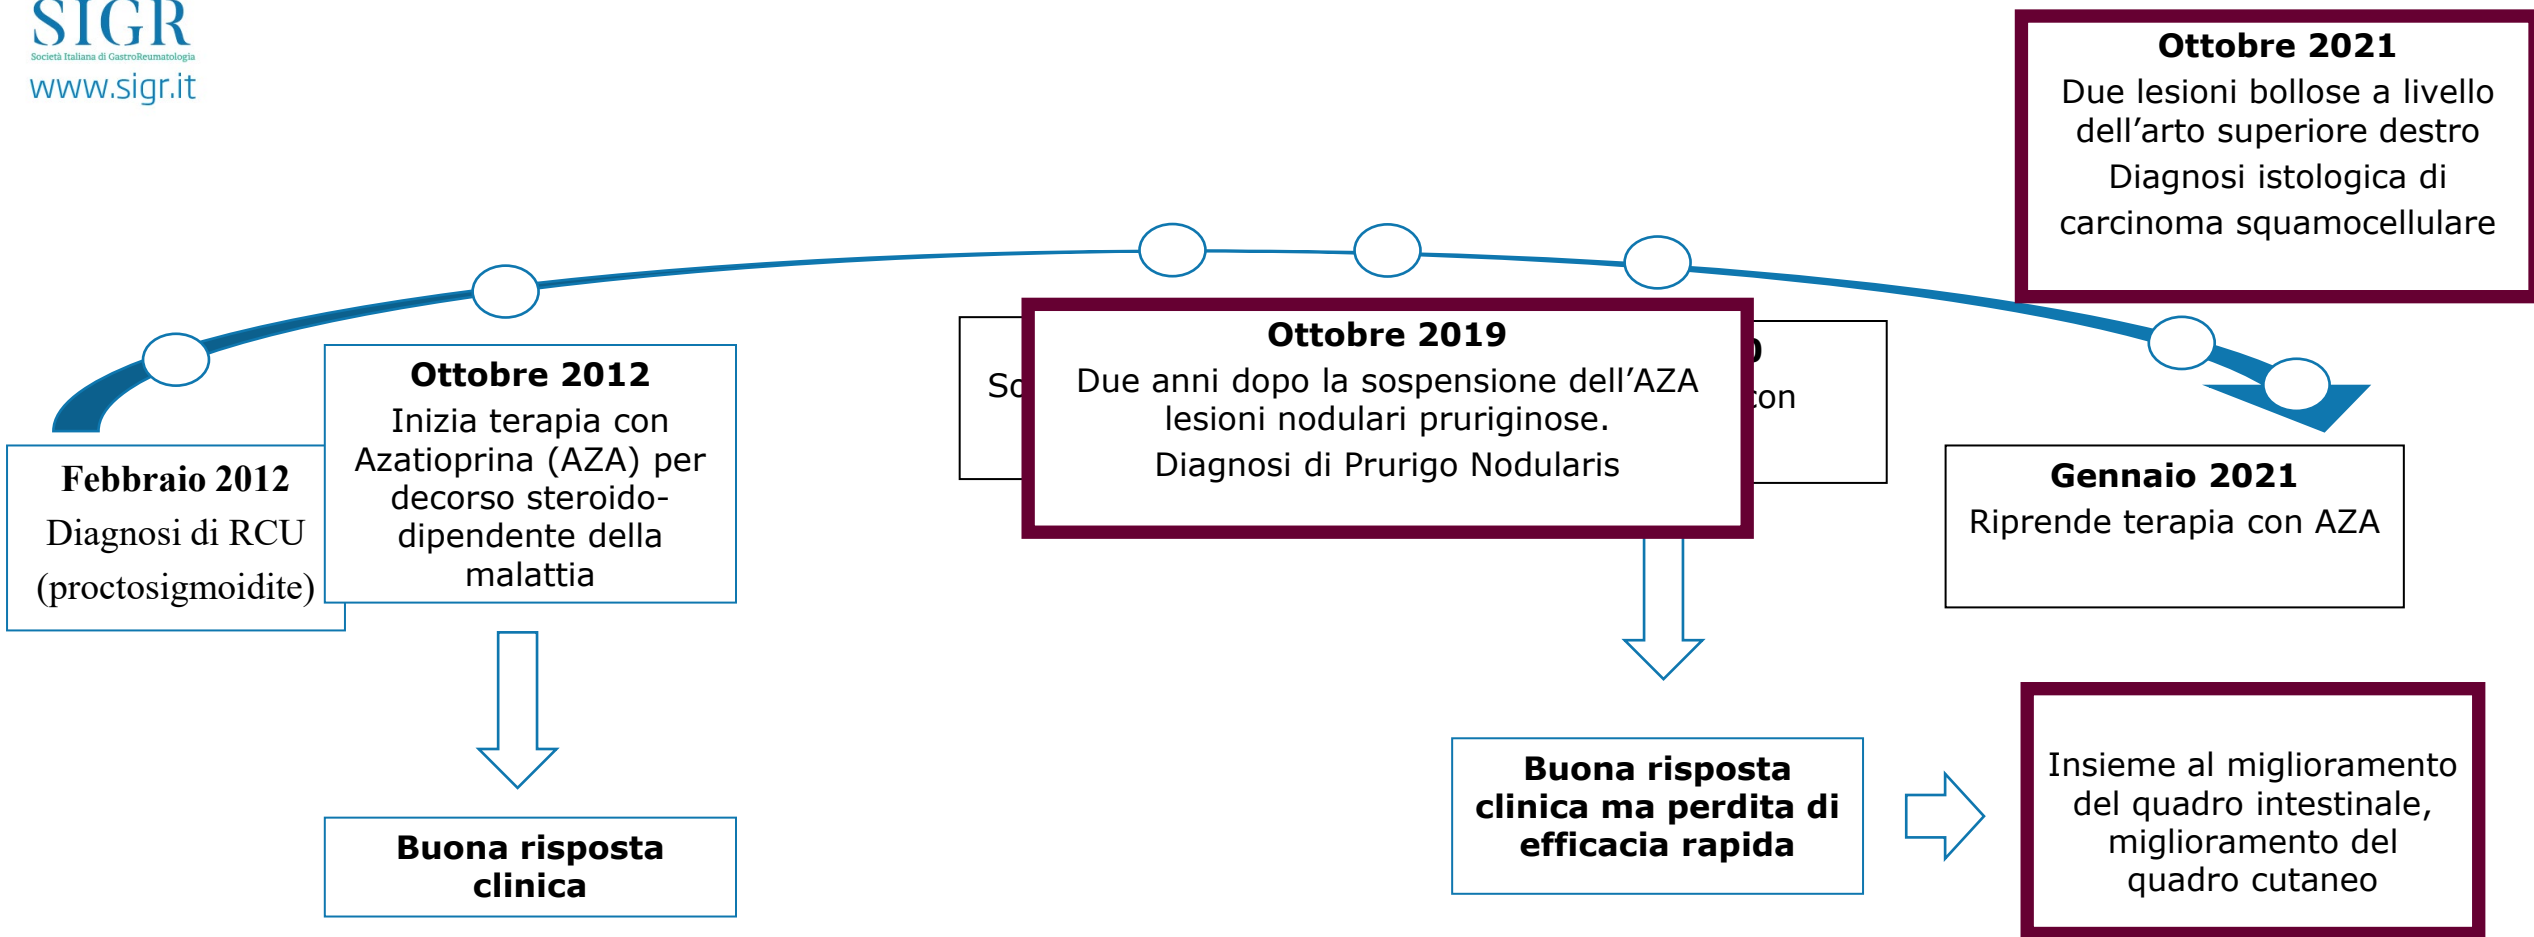 SIGR
Società Italiana di GastroReumatologia
www.sigr.it
Febbraio 2012
Diagnosi di RCU
(proctosigmoidite)
Ottobre 2012
Inizia terapia con
Azatioprina (AZA) per
decorso steroido-
dipendente della
malattia
Buona risposta
clinica
Ottobre 2019
Due anni dopo la sospensione dell’AZA
lesioni nodulari pruriginose.
Diagnosi di Prurigo Nodularis
con
Buona risposta
clinica ma perdita di
efficacia rapida
Insieme al miglioramento
del quadro intestinale,
miglioramento del
quadro cutaneo
Gennaio 2021
Riprende terapia con AZA
Ottobre 2021
Due lesioni bollose a livello
dell’arto superiore destro
Diagnosi istologica di
carcinoma squamocellulare